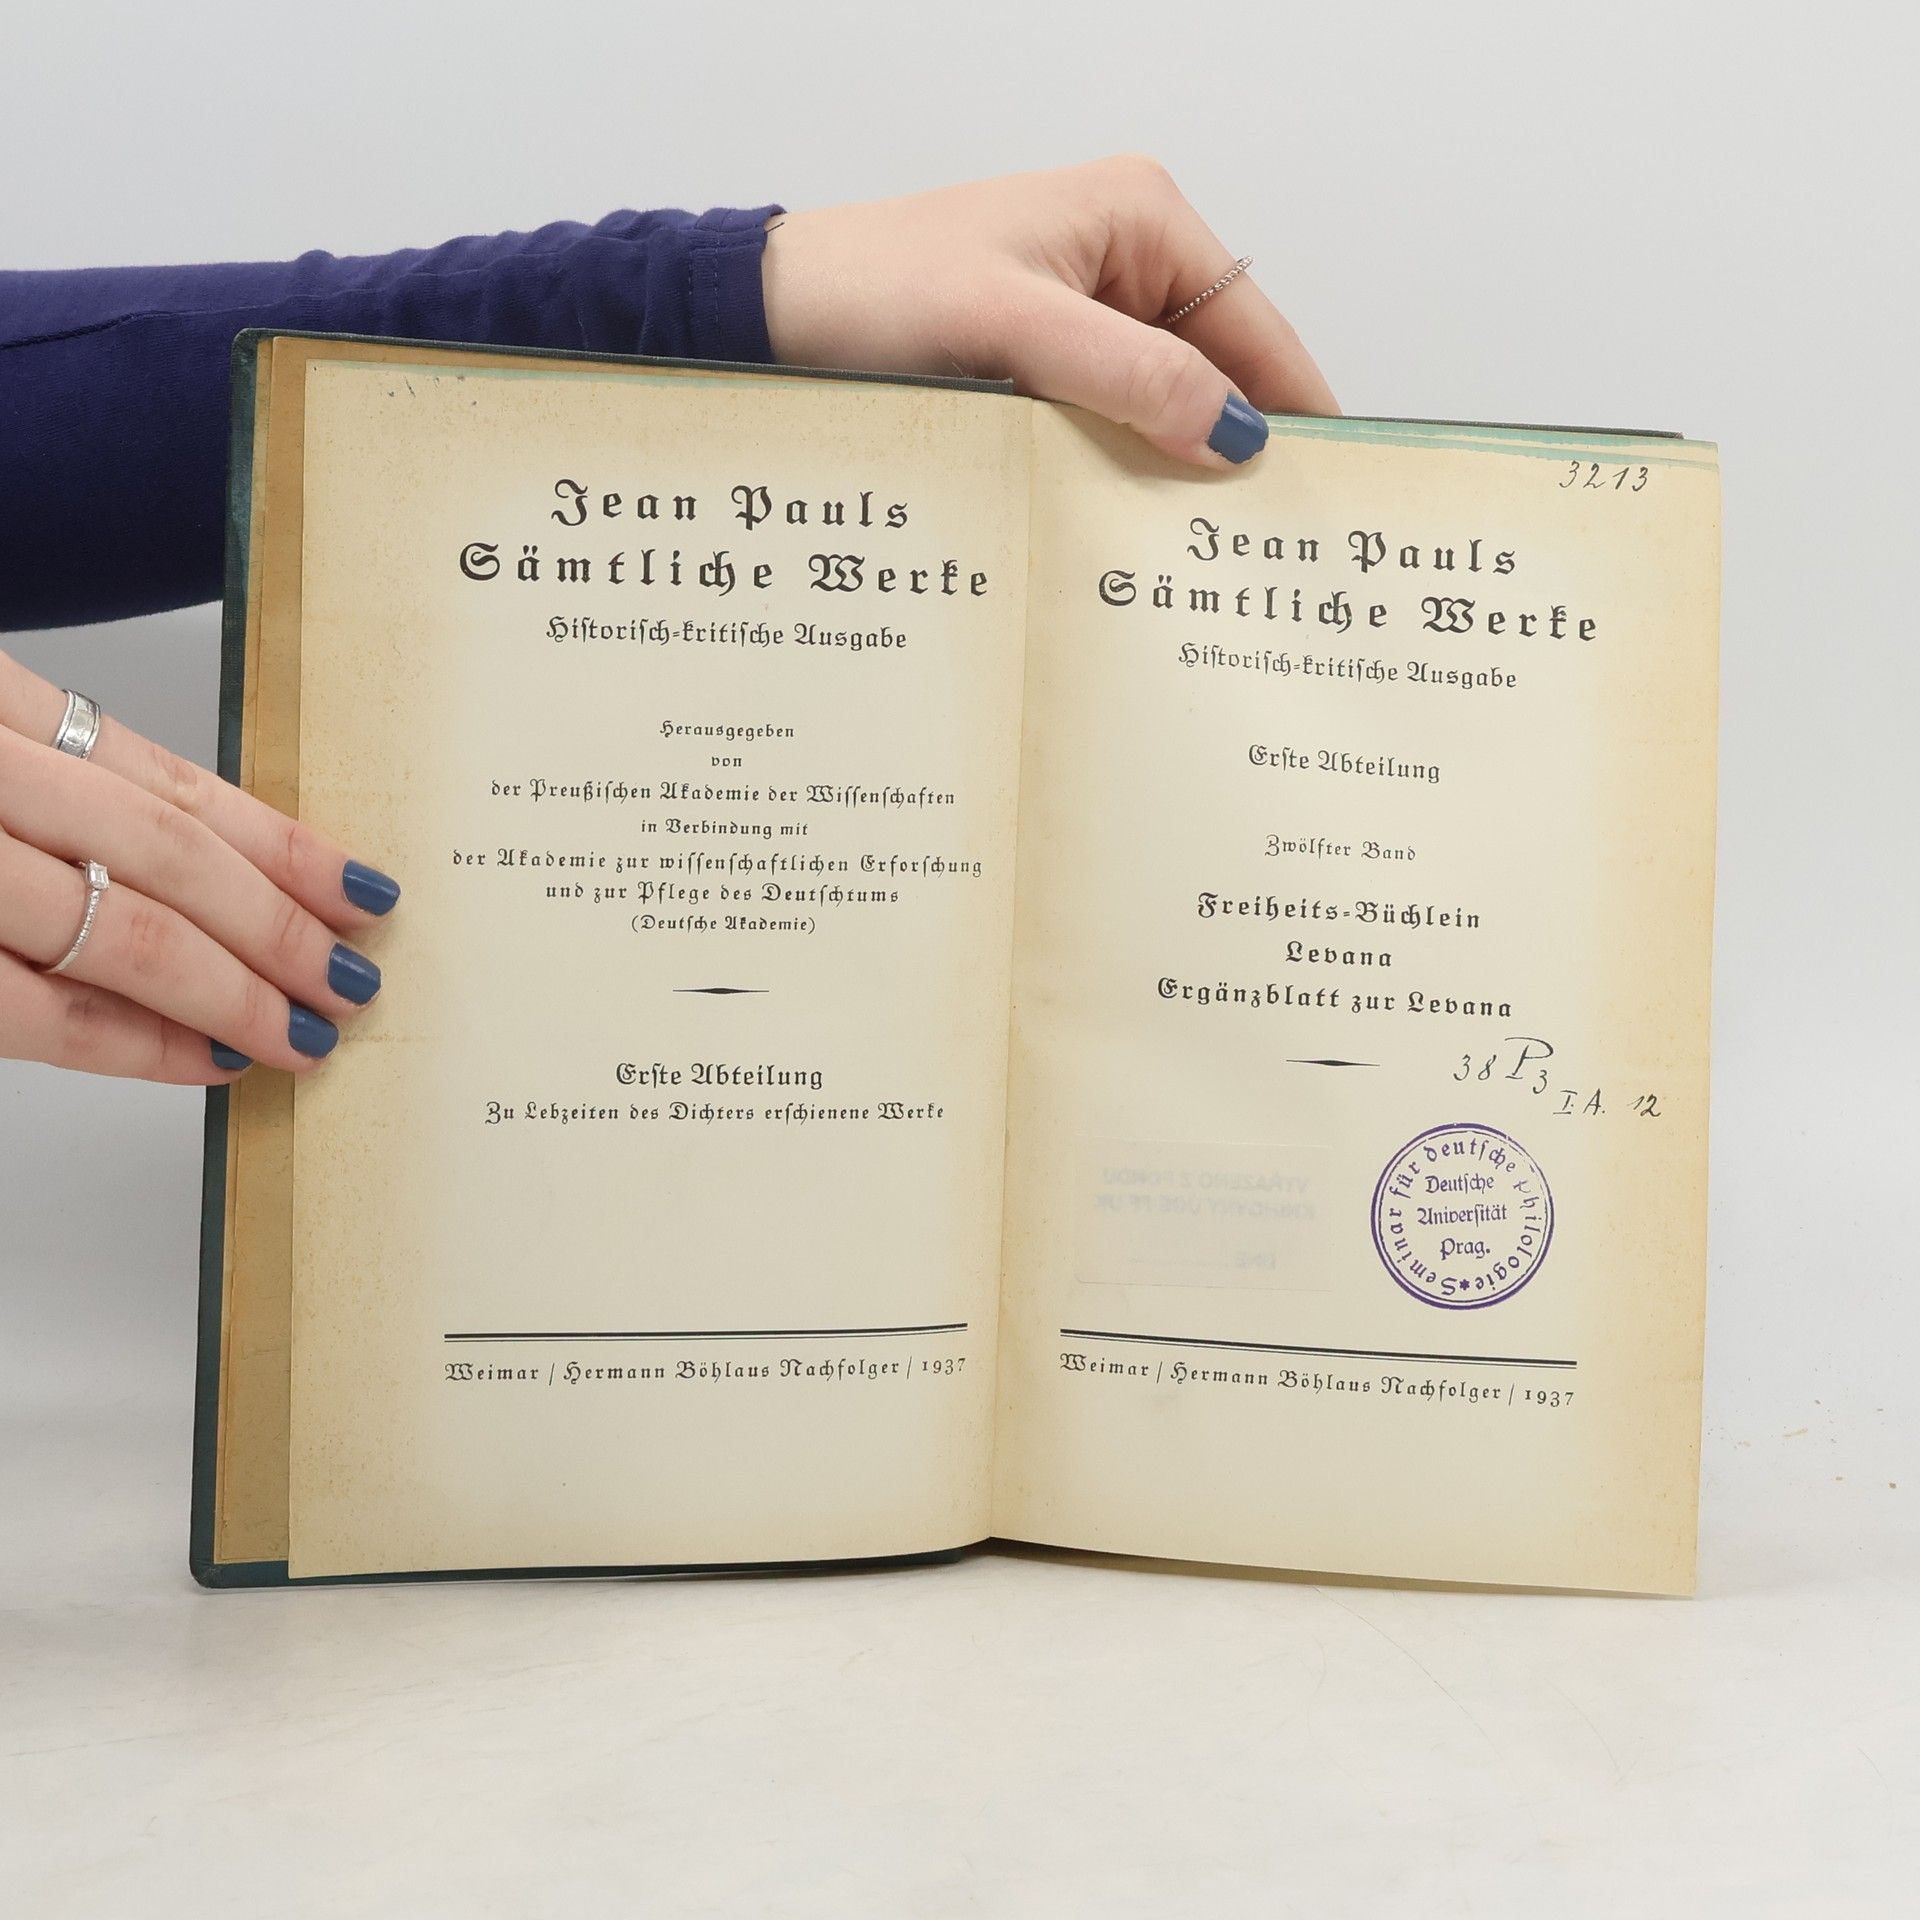 Jean Pauls
Sämtliche Werke
Historisch-kritische Ausgabe
Herausgegeben
von
der Preußischen Akademie der Wissenschaften
in Verbindung mit
der Akademie zur wissenschaftlichen Erforschung
und zur Pflege des Deutschtums
(Deutsche Akademie)
Erste Abteilung
Zu Lebzeiten des Dichters erschienene Werke
Weimar / Hermann Böhlaus Nachfolger / 1937
3213
Jean Pauls
Sämtliche Werke
Historisch-kritische Ausgabe
Erste Abteilung
Zwölfter Band
Freiheits-Büchlein
Levana
Ergänzblatt zur Levana
38 P3
I. A. 12
Seminar für deutsche Philologie *
Deutsche
Universität
Prag.
Weimar / Hermann Böhlaus Nachfolger / 1937